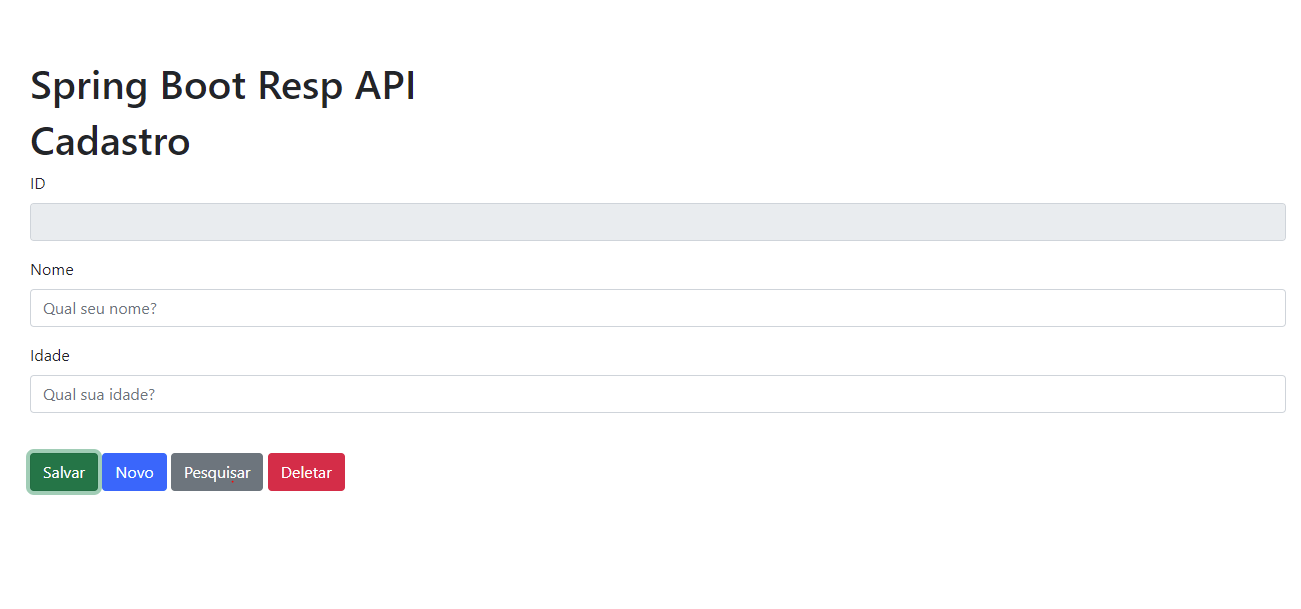 Spring Boot Resp API
Cadastro
ID
Nome
Qual seu nome?
Idade
Qual sua idade?
Salvar Novo Pesquisar Deletar